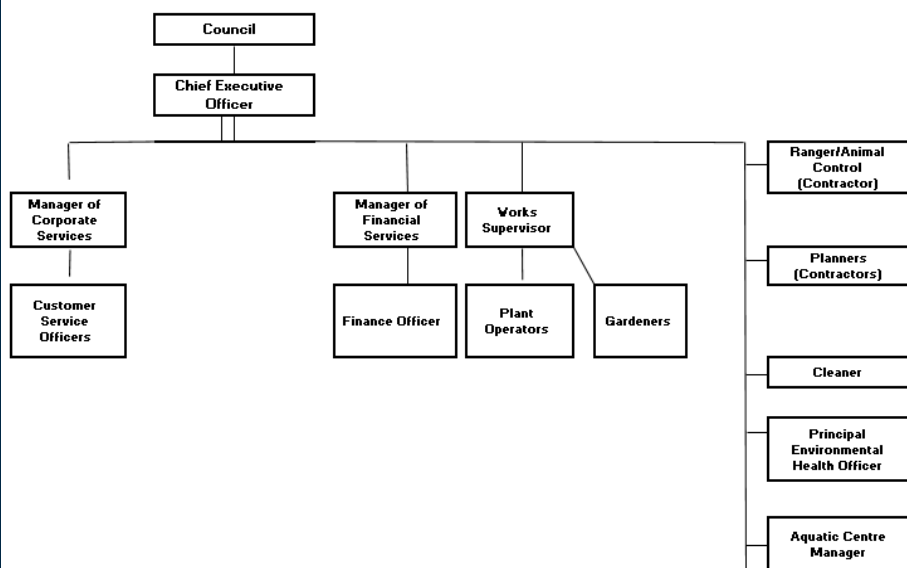 Council
Chief Executive
Officer
Manager of
Corporate
Services
Manager of
Financial
Services
Works
Supervisor
Customer
Service
Officers
Finance Officer
Plant
Operators
Gardeners
Ranger/Animal
Control
(Contractor)
Planners
(Contractors)
Cleaner
Principal
Environmental
Health Officer
Aquatic Centre
Manager